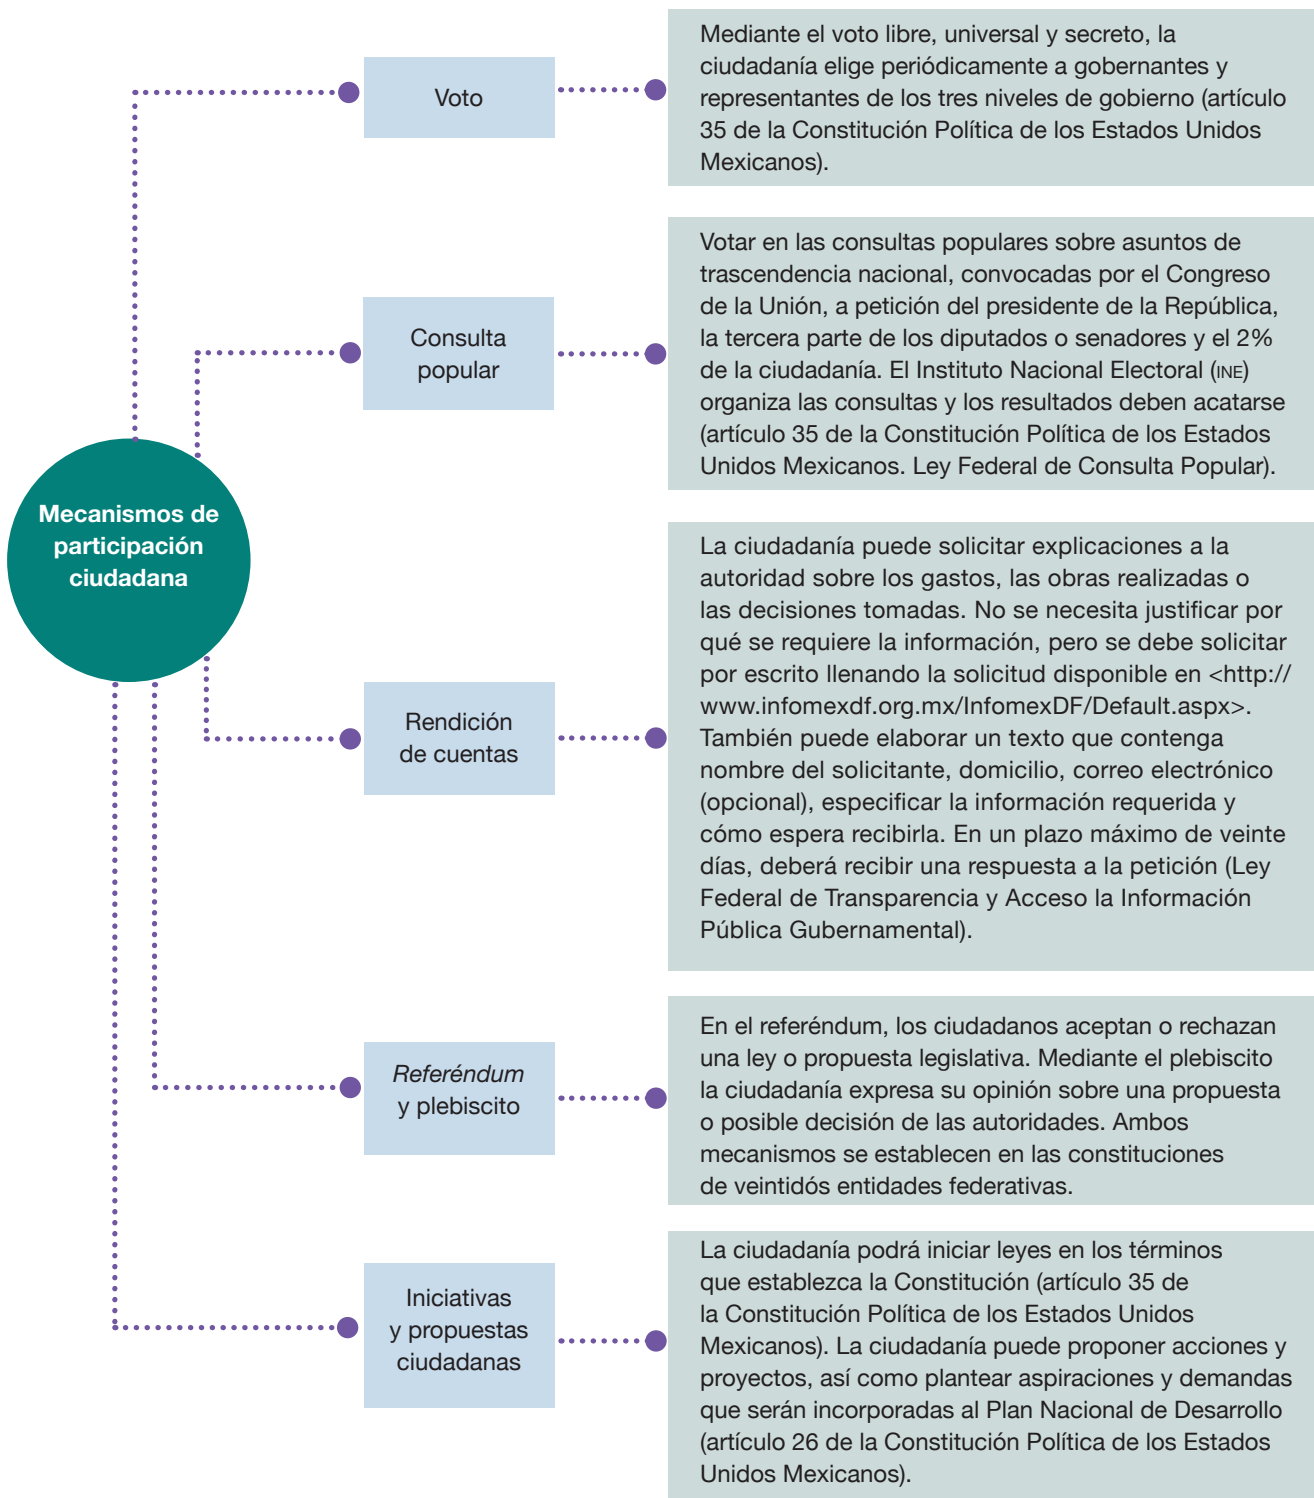 Mecanismos de
participación
ciudadana
Voto
Mediante el voto libre, universal y secreto, la
ciudadanía elige periódicamente a gobernantes y
representantes de los tres niveles de gobierno (artículo
35 de la Constitución Política de los Estados Unidos
Mexicanos).
Consulta
popular
Votar en las consultas populares sobre asuntos de
trascendencia nacional, convocadas por el Congreso
de la Unión, a petición del presidente de la República,
la tercera parte de los diputados o senadores y el 2%
de la ciudadanía. El Instituto Nacional Electoral (INE)
organiza las consultas y los resultados deben acatarse
(artículo 35 de la Constitución Política de los Estados
Unidos Mexicanos. Ley Federal de Consulta Popular).
Rendición
de cuentas
La ciudadanía puede solicitar explicaciones a la
autoridad sobre los gastos, las obras realizadas o
las decisiones tomadas. No se necesita justificar por
qué se requiere la información, pero se debe solicitar
por escrito llenando la solicitud disponible en <http://
www.infomexdf.org.mx/InfomexDF/Default.aspx>.
También puede elaborar un texto que contenga
nombre del solicitante, domicilio, correo electrónico
(opcional), especificar la información requerida y
cómo espera recibirla. En un plazo máximo de veinte
días, deberá recibir una respuesta a la petición (Ley
Federal de Transparencia y Acceso la Información
Pública Gubernamental).
Referéndum
y plebiscito
En el referéndum, los ciudadanos aceptan o rechazan
una ley o propuesta legislativa. Mediante el plebiscito
la ciudadanía expresa su opinión sobre una propuesta
o posible decisión de las autoridades. Ambos
mecanismos se establecen en las constituciones
de veintidós entidades federativas.
Iniciativas
y propuestas
ciudadanas
La ciudadanía podrá iniciar leyes en los términos
que establezca la Constitución (artículo 35 de
la Constitución Política de los Estados Unidos
Mexicanos). La ciudadanía puede proponer acciones y
proyectos, así como plantear aspiraciones y demandas
que serán incorporadas al Plan Nacional de Desarrollo
(artículo 26 de la Constitución Política de los Estados
Unidos Mexicanos).